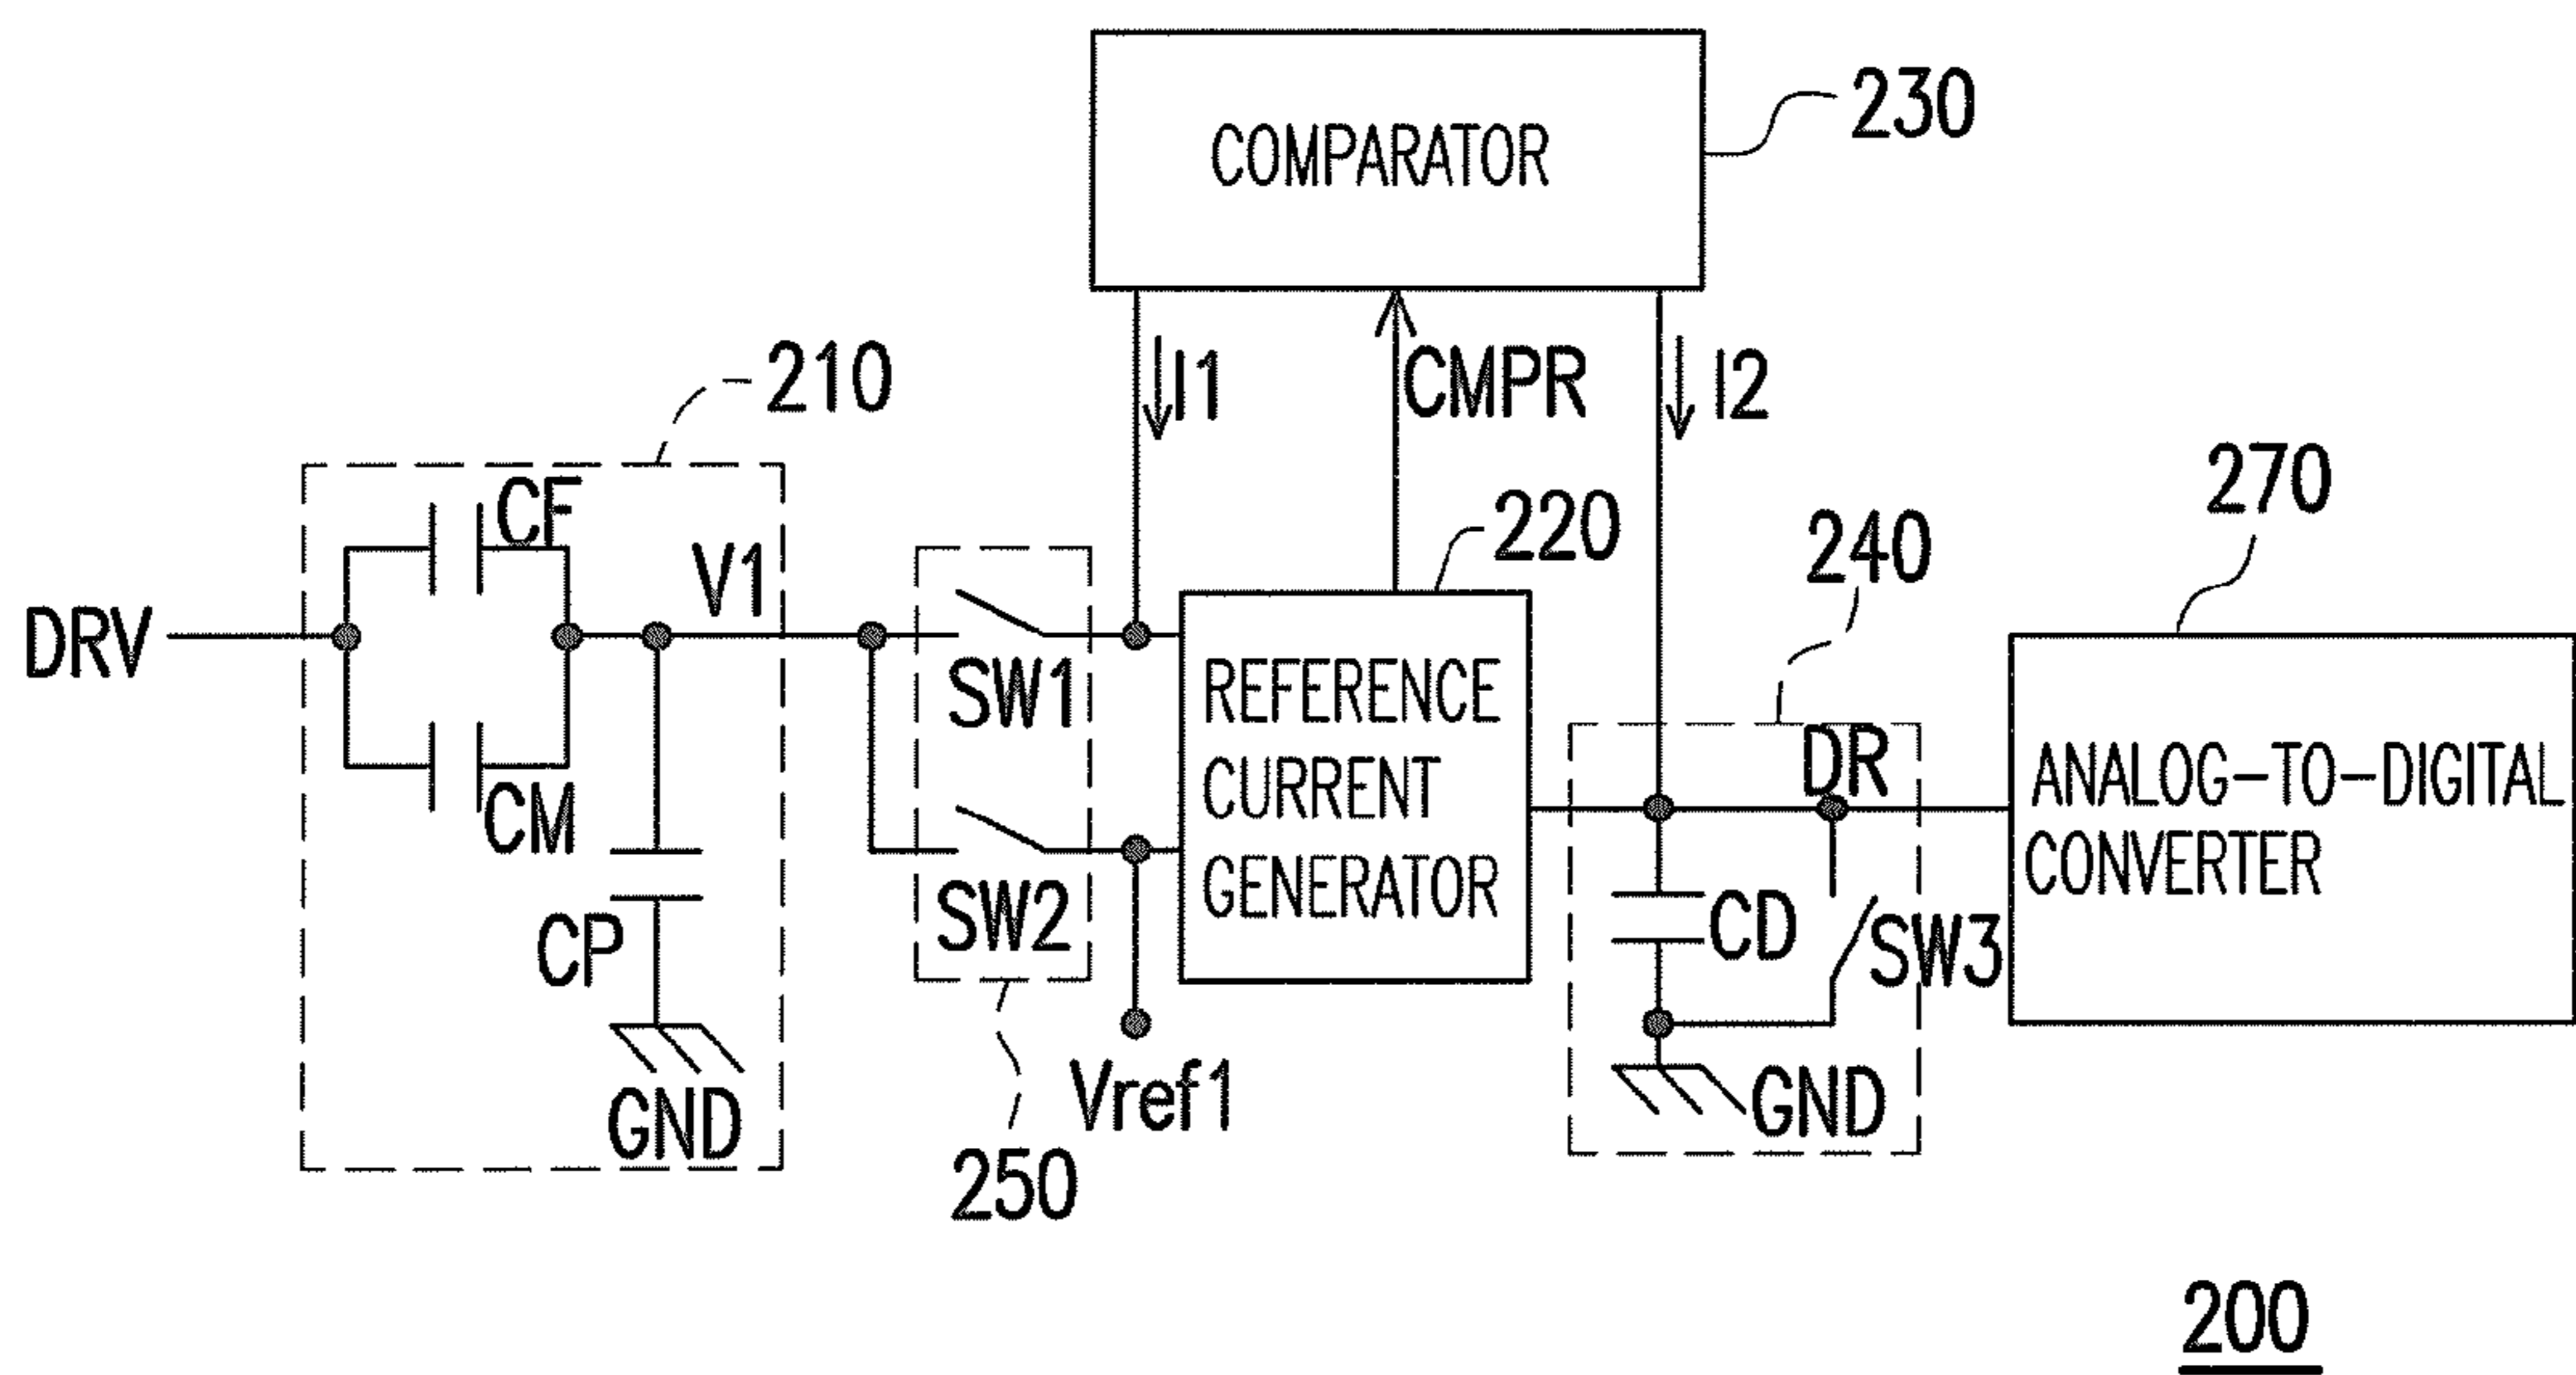 COMPARATOR
230
210
I1
CMPR
I2
CF
V1
220
240
270
DRV
SW1
REFERENCE
CURRENT
GENERATOR
DR
ANALOG-TO-DIGITAL
CONVERTER
CM
CP
SW2
CD
SW3
GND
Vref1
GND
250
200